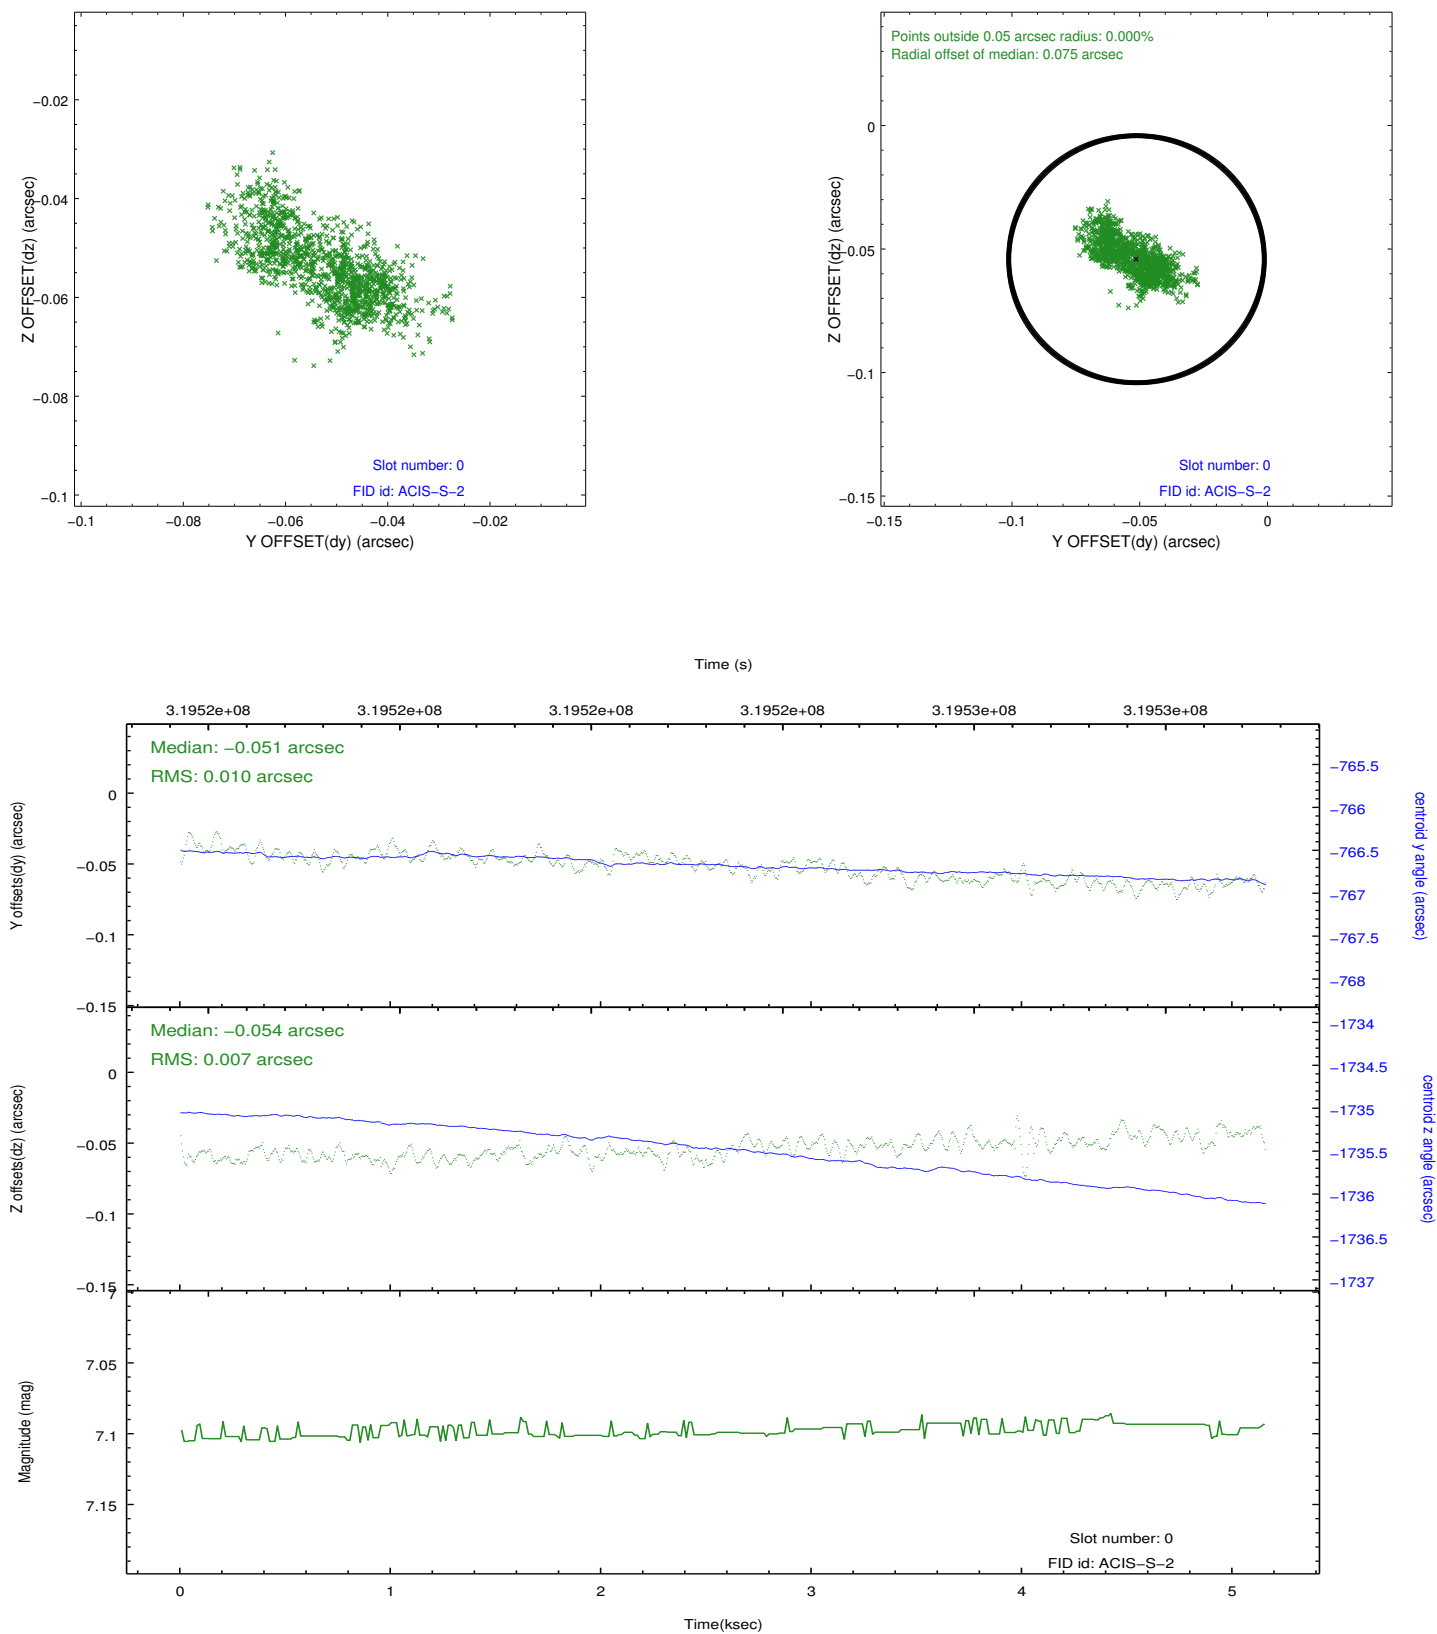 Z OFFSET(dz) (arcsec)
−0.02
−0.04
−0.06
−0.08
−0.1
Slot number: 0
FID id: ACIS−S−2
−0.1
−0.08
−0.06
−0.04
−0.02
Y OFFSET(dy) (arcsec)
Points outside 0.05 arcsec radius: 0.000%
Radial offset of median: 0.075 arcsec
Z OFFSET(dz) (arcsec)
0
−0.05
−0.1
−0.15
Slot number: 0
FID id: ACIS−S−2
−0.15
−0.1
−0.05
0
Y OFFSET(dy) (arcsec)
Time (s)
3.1952e+08
3.1952e+08
3.1952e+08
3.1952e+08
3.1953e+08
3.1953e+08
Median: −0.051 arcsec
RMS: 0.010 arcsec
Y offsets(dy) (arcsec)
0
−0.05
−0.1
−0.15
−765.5
−766
−766.5
−767
−767.5
−768
centroid y angle (arcsec)
Median: −0.054 arcsec
RMS: 0.007 arcsec
Z offsets(dz) (arcsec)
0
−0.05
−0.1
−0.15
−1734
−1734.5
−1735
−1735.5
−1736
−1736.5
−1737
centroid z angle (arcsec)
Magnitude (mag)
7
7.05
7.1
7.15
Slot number: 0
FID id: ACIS−S−2
0
1
2
3
4
5
Time(ksec)